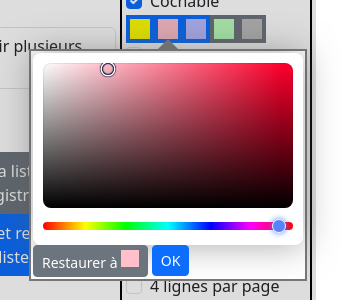 Cochable
ir plusieurs
a list
gistr
et re
liste
Restaurer à
OK
4 lignes par page